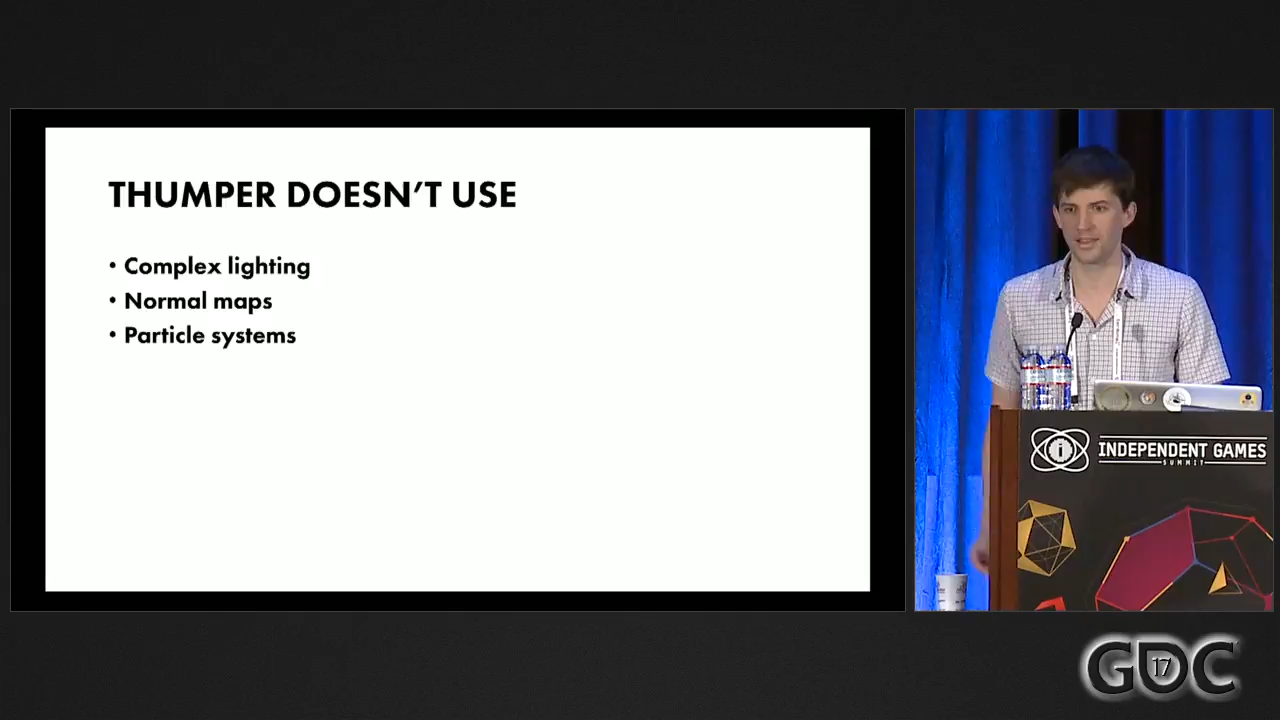 THUMPER DOESN’T USE
• Complex lighting
• Normal maps
• Particle systems
i
INDEPENDENT GAMES
SUMMIT
GDC
17